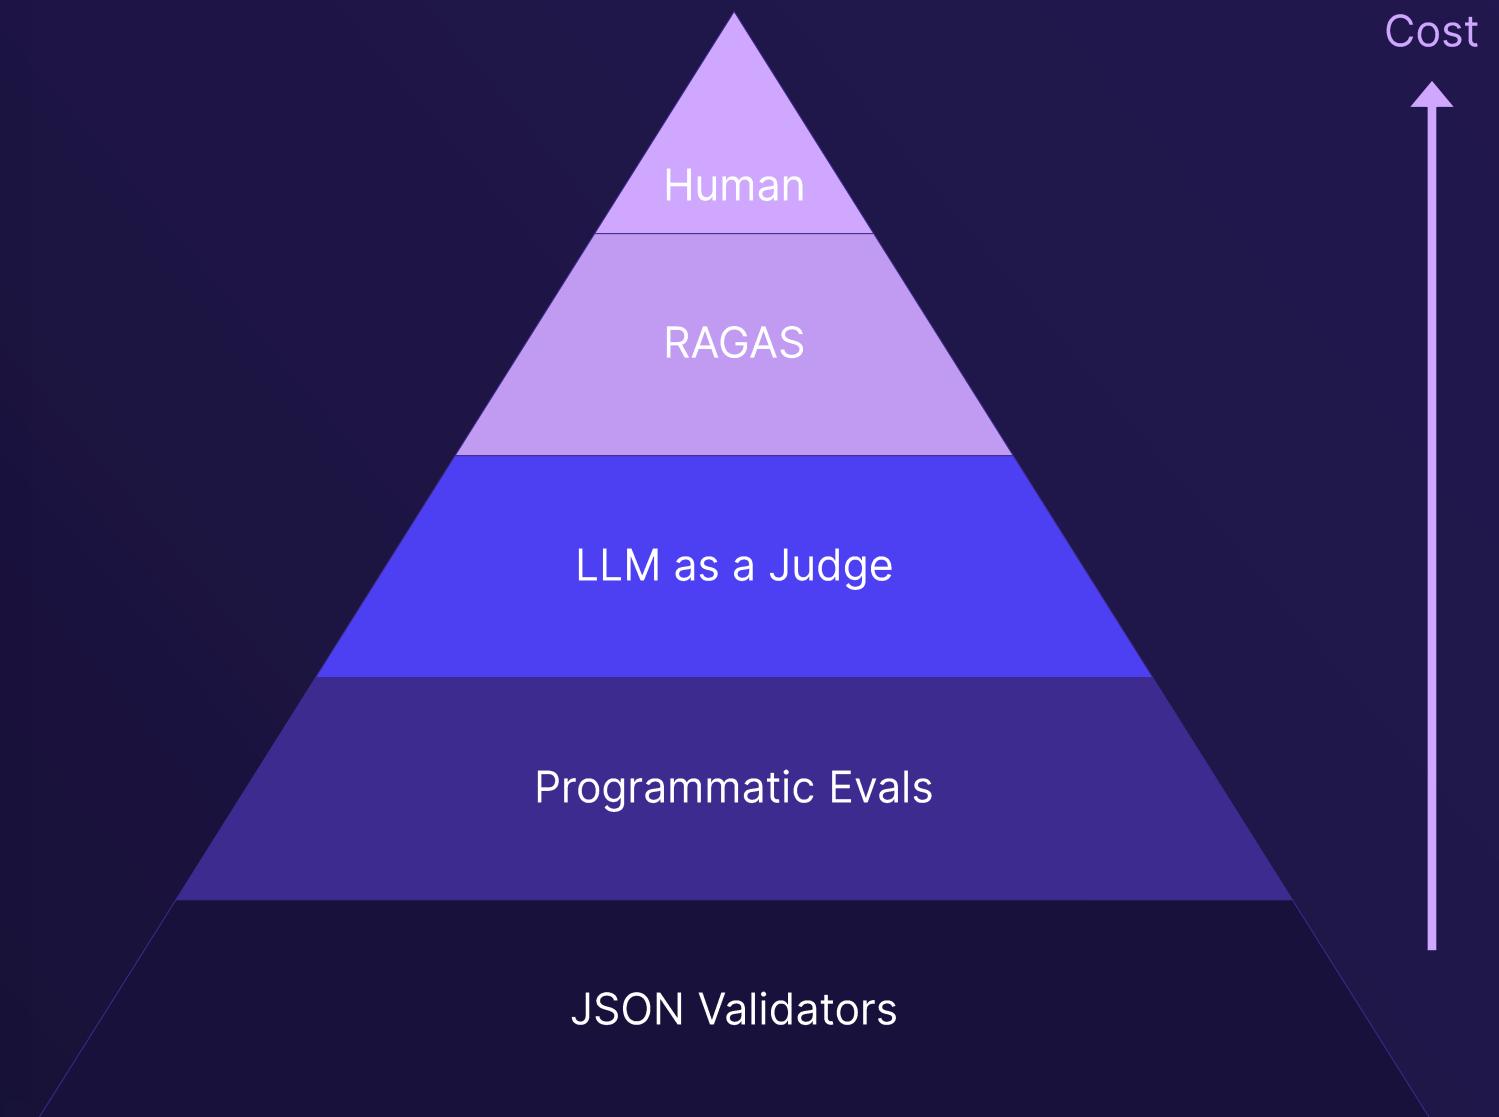 Cost
Human
RAGAS
LLM as a Judge
Programmatic Evals
JSON Validators